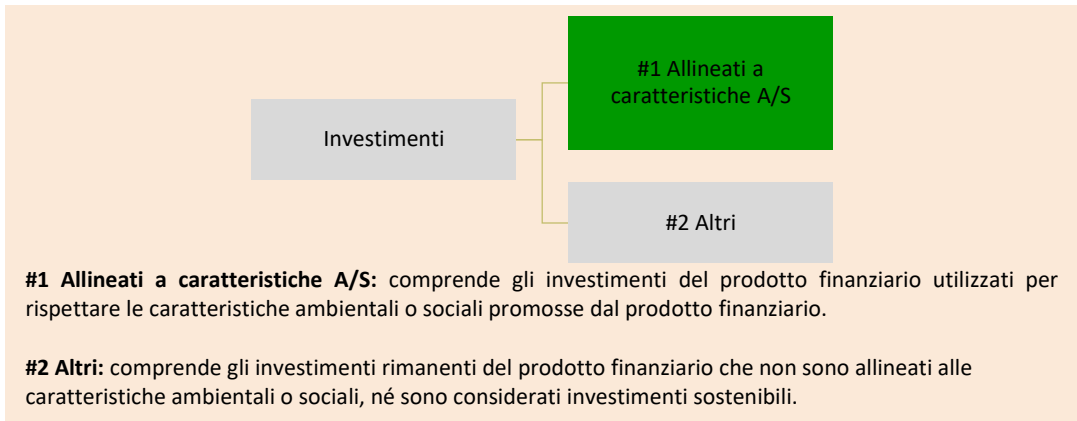 #1 Allineati a
caratteristiche A/S
Investimenti
#2 Altri
#1 Allineati a caratteristiche A/S: comprende gli investimenti del prodotto finanziario utilizzati per
rispettare le caratteristiche ambientali o sociali promosse dal prodotto finanziario.
#2 Altri: comprende gli investimenti rimanenti del prodotto finanziario che non sono allineati alle
caratteristiche ambientali o sociali, né sono considerati investimenti sostenibili.